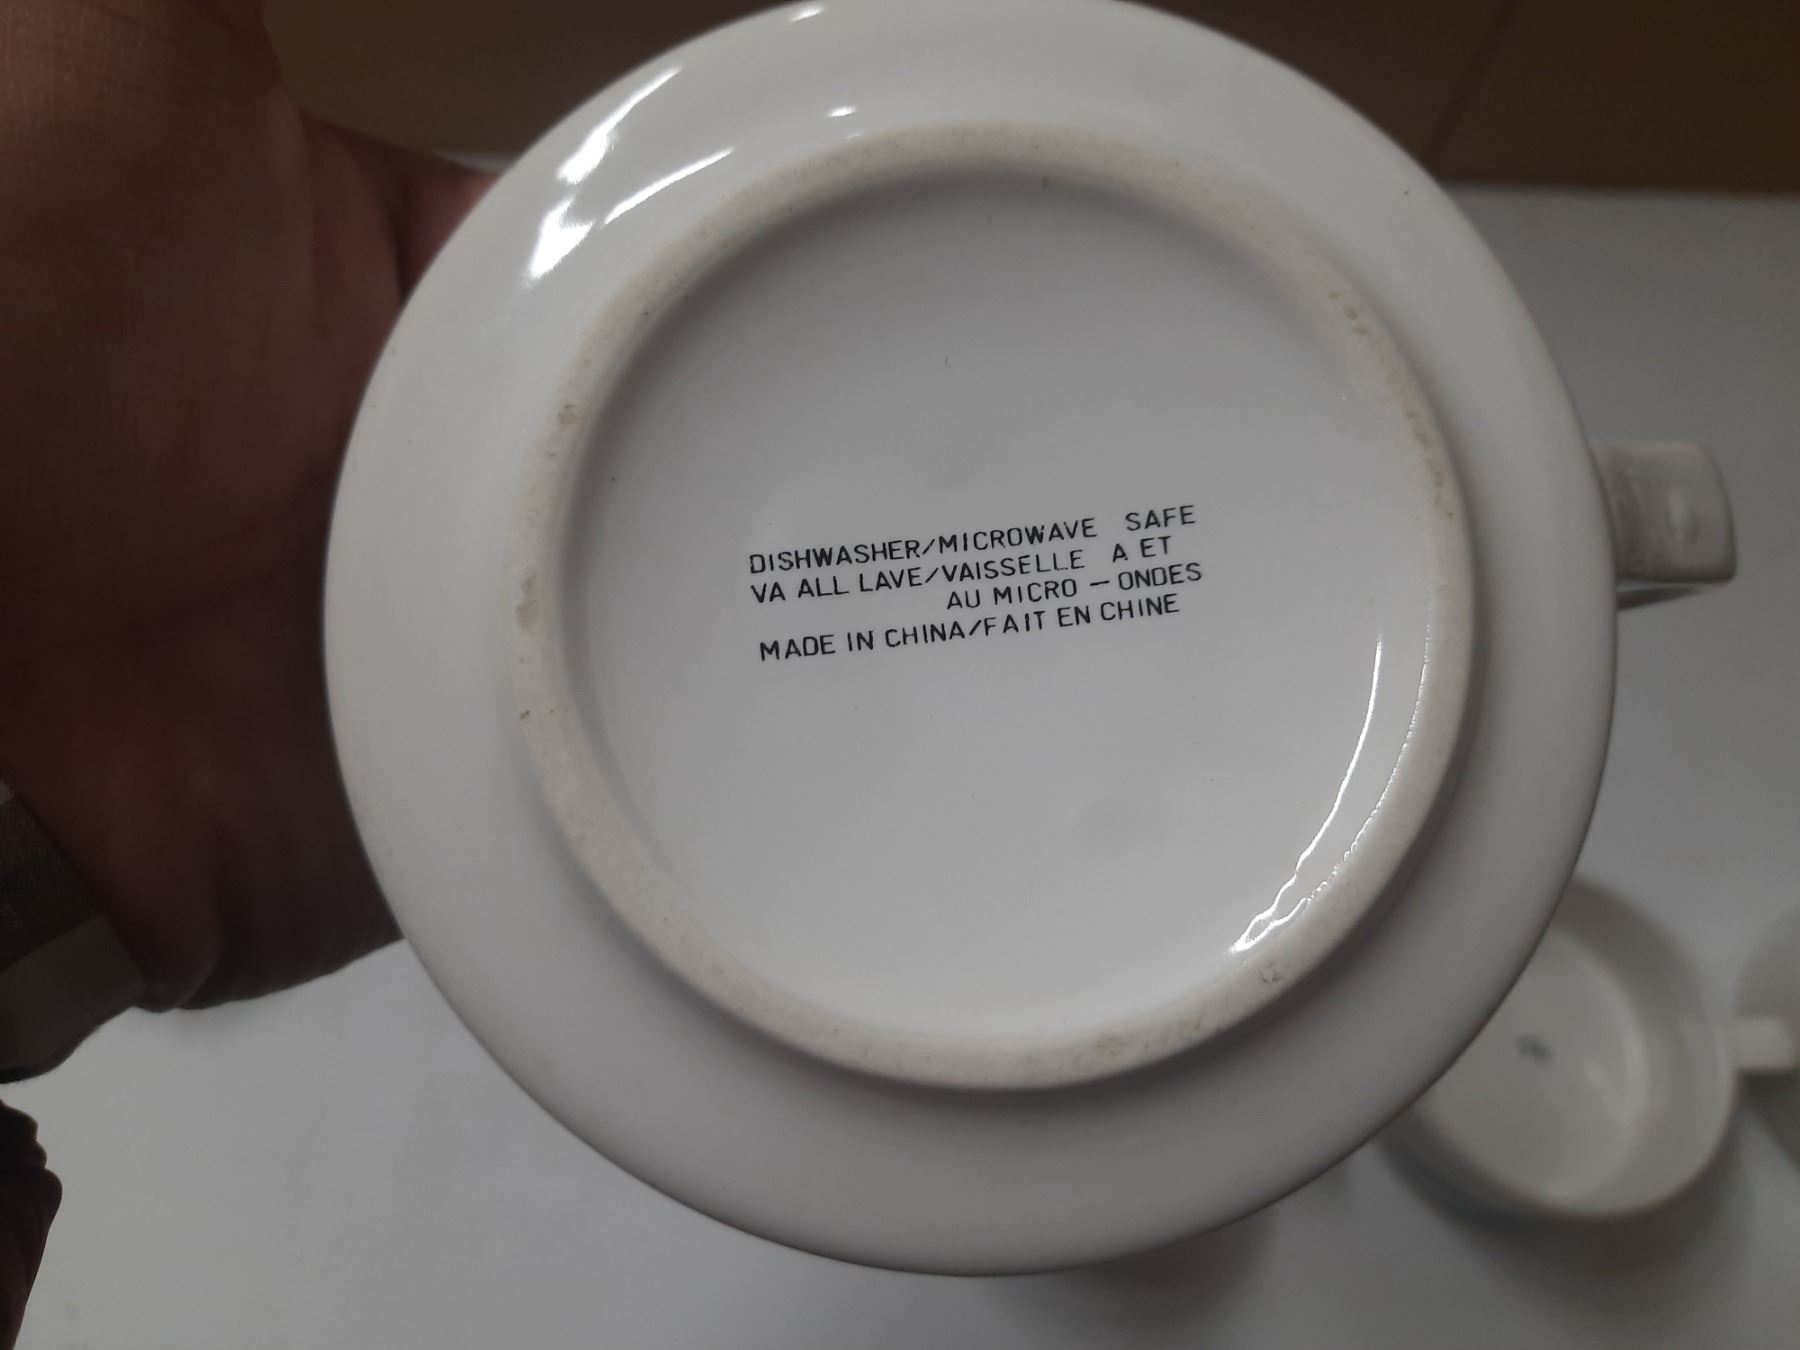 DISHWASHER/MICROWAVE SAFE
VA ALL LAVE/VAISSELLE A ET
AU MICRO – ONDES
MADE IN CHINA/FAIT EN CHINE